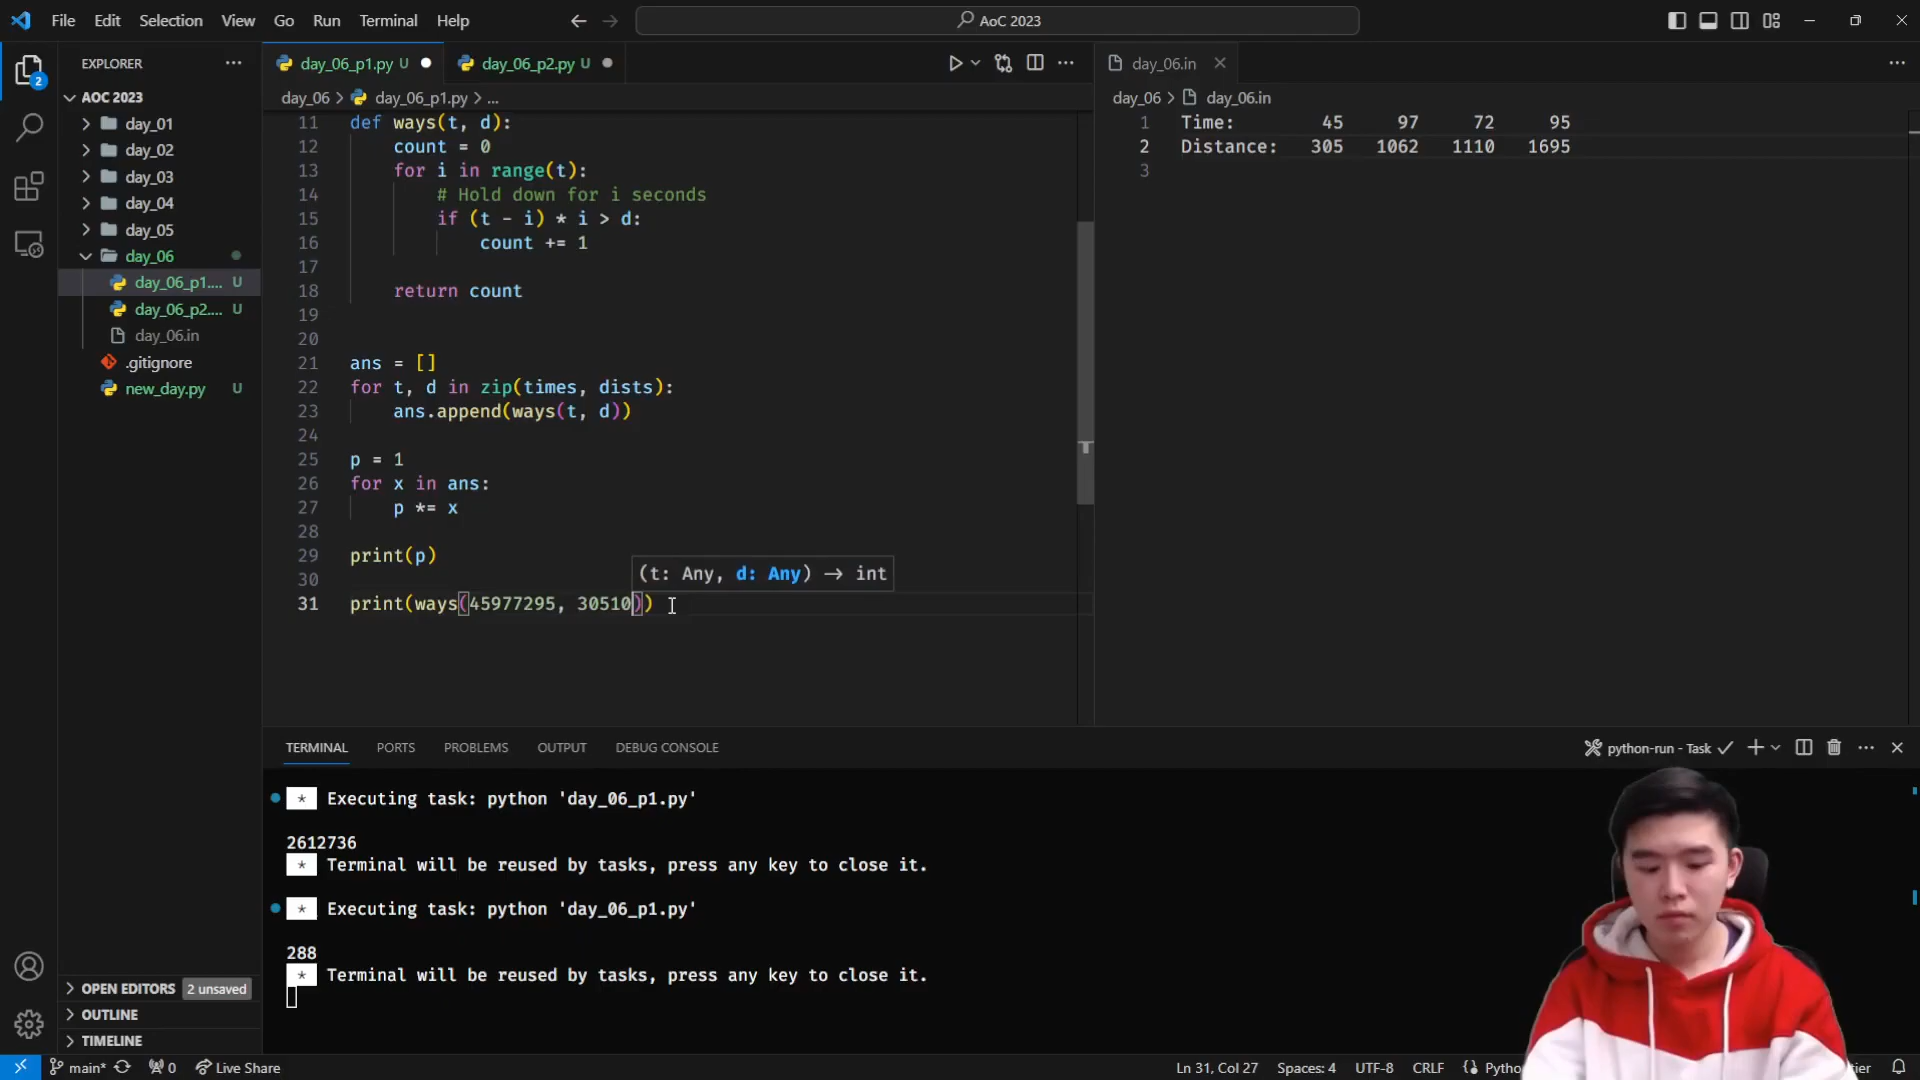 File Edit Selection View Go Run Terminal Help
AoC 2023
EXPLORER
AOC 2023
day_01
day_02
day_03
day_04
day_05
day_06
day_06_p1.... U
day_06_p2.... U
day_06.in
.gitignore
new_day.py U
OPEN EDITORS 2 unsaved
OUTLINE
TIMELINE
2
day_06_p1.py U
day_06_p2.py U
day_06 > day_06_p1.py > ...
11 def ways(t, d):
12 count = 0
13 for i in range(t):
14 # Hold down for i seconds
15 if (t - i) * i > d:
16 count += 1
17
18 return count
19
20
21 ans = []
22 for t, d in zip(times, dists):
23 ans.append(ways(t, d))
24
25 p = 1
26 for x in ans:
27 p *= x
28
29 print(p)
(t: Any, d: Any) -> int
30
31 print(ways(45977295, 30510))
day_06.in
day_06 > day_06.in
1 Time: 45 97 72 95
2 Distance: 305 1062 1110 1695
3
TERMINAL PORTS PROBLEMS OUTPUT DEBUG CONSOLE
python-run - Task
* Executing task: python 'day_06_p1.py'
2612736
* Terminal will be reused by tasks, press any key to close it.
* Executing task: python 'day_06_p1.py'
288
* Terminal will be reused by tasks, press any key to close it.
main* 0 Live Share
Ln 31, Col 27 Spaces: 4 UTF-8 CRLF